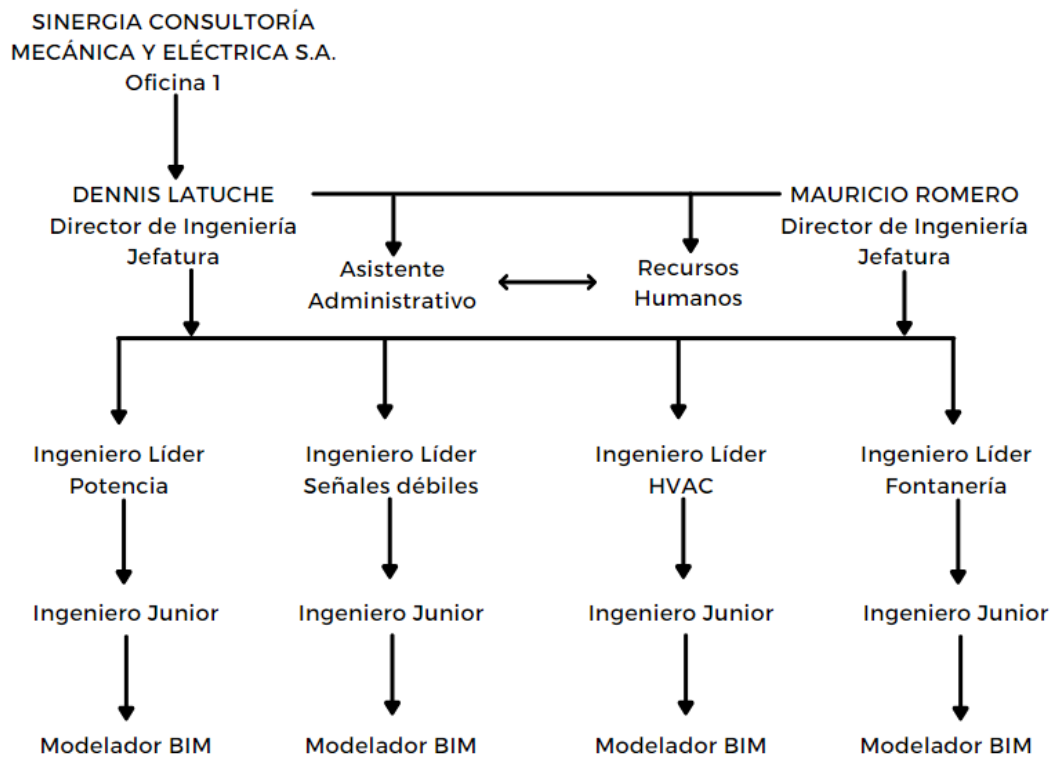 SINERGIA CONSULTORÍA
MECÁNICA Y ELÉCTRICA S.A.
Oficina 1
DENNIS LATUCHE
Director de Ingeniería
Jefatura
Asistente
Administrativo
Recursos
Humanos
MAURICIO ROMERO
Director de Ingeniería
Jefatura
Ingeniero Líder
Potencia
Ingeniero Líder
Señales débiles
Ingeniero Líder
HVAC
Ingeniero Líder
Fontanería
Ingeniero Junior
Ingeniero Junior
Ingeniero Junior
Ingeniero Junior
Modelador BIM
Modelador BIM
Modelador BIM
Modelador BIM